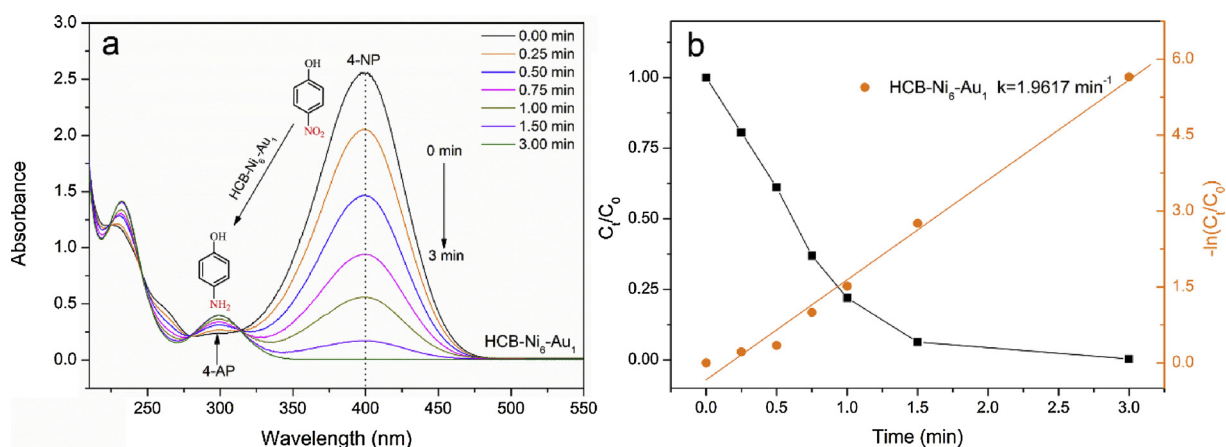 a
3.0
2.5
2.0
1.5
1.0
0.5
0.0
Absorbance
250
300
350
400
450
500
550
Wavelength (nm)
0.00 min
0.25 min
0.50 min
0.75 min
1.00 min
1.50 min
3.00 min
4-NP
OH
NO₂
HCB-Ni₆-Au₁
OH
NH₂
4-AP
0 min
3 min
HCB-Ni₆-Au₁
b
1.00
0.75
0.50
0.25
0.00
Cₜ/C₀
HCB-Ni₆-Au₁ k=1.9617 min⁻¹
6.0
4.5
3.0
1.5
0.0
-ln(Cₜ/C₀)
0.0
0.5
1.0
1.5
2.0
2.5
3.0
Time (min)